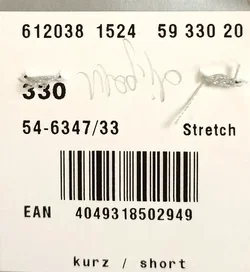 612038 1524 59 330 20
330
54-6347/33 Stretch
EAN 4049318502949
kurz / short